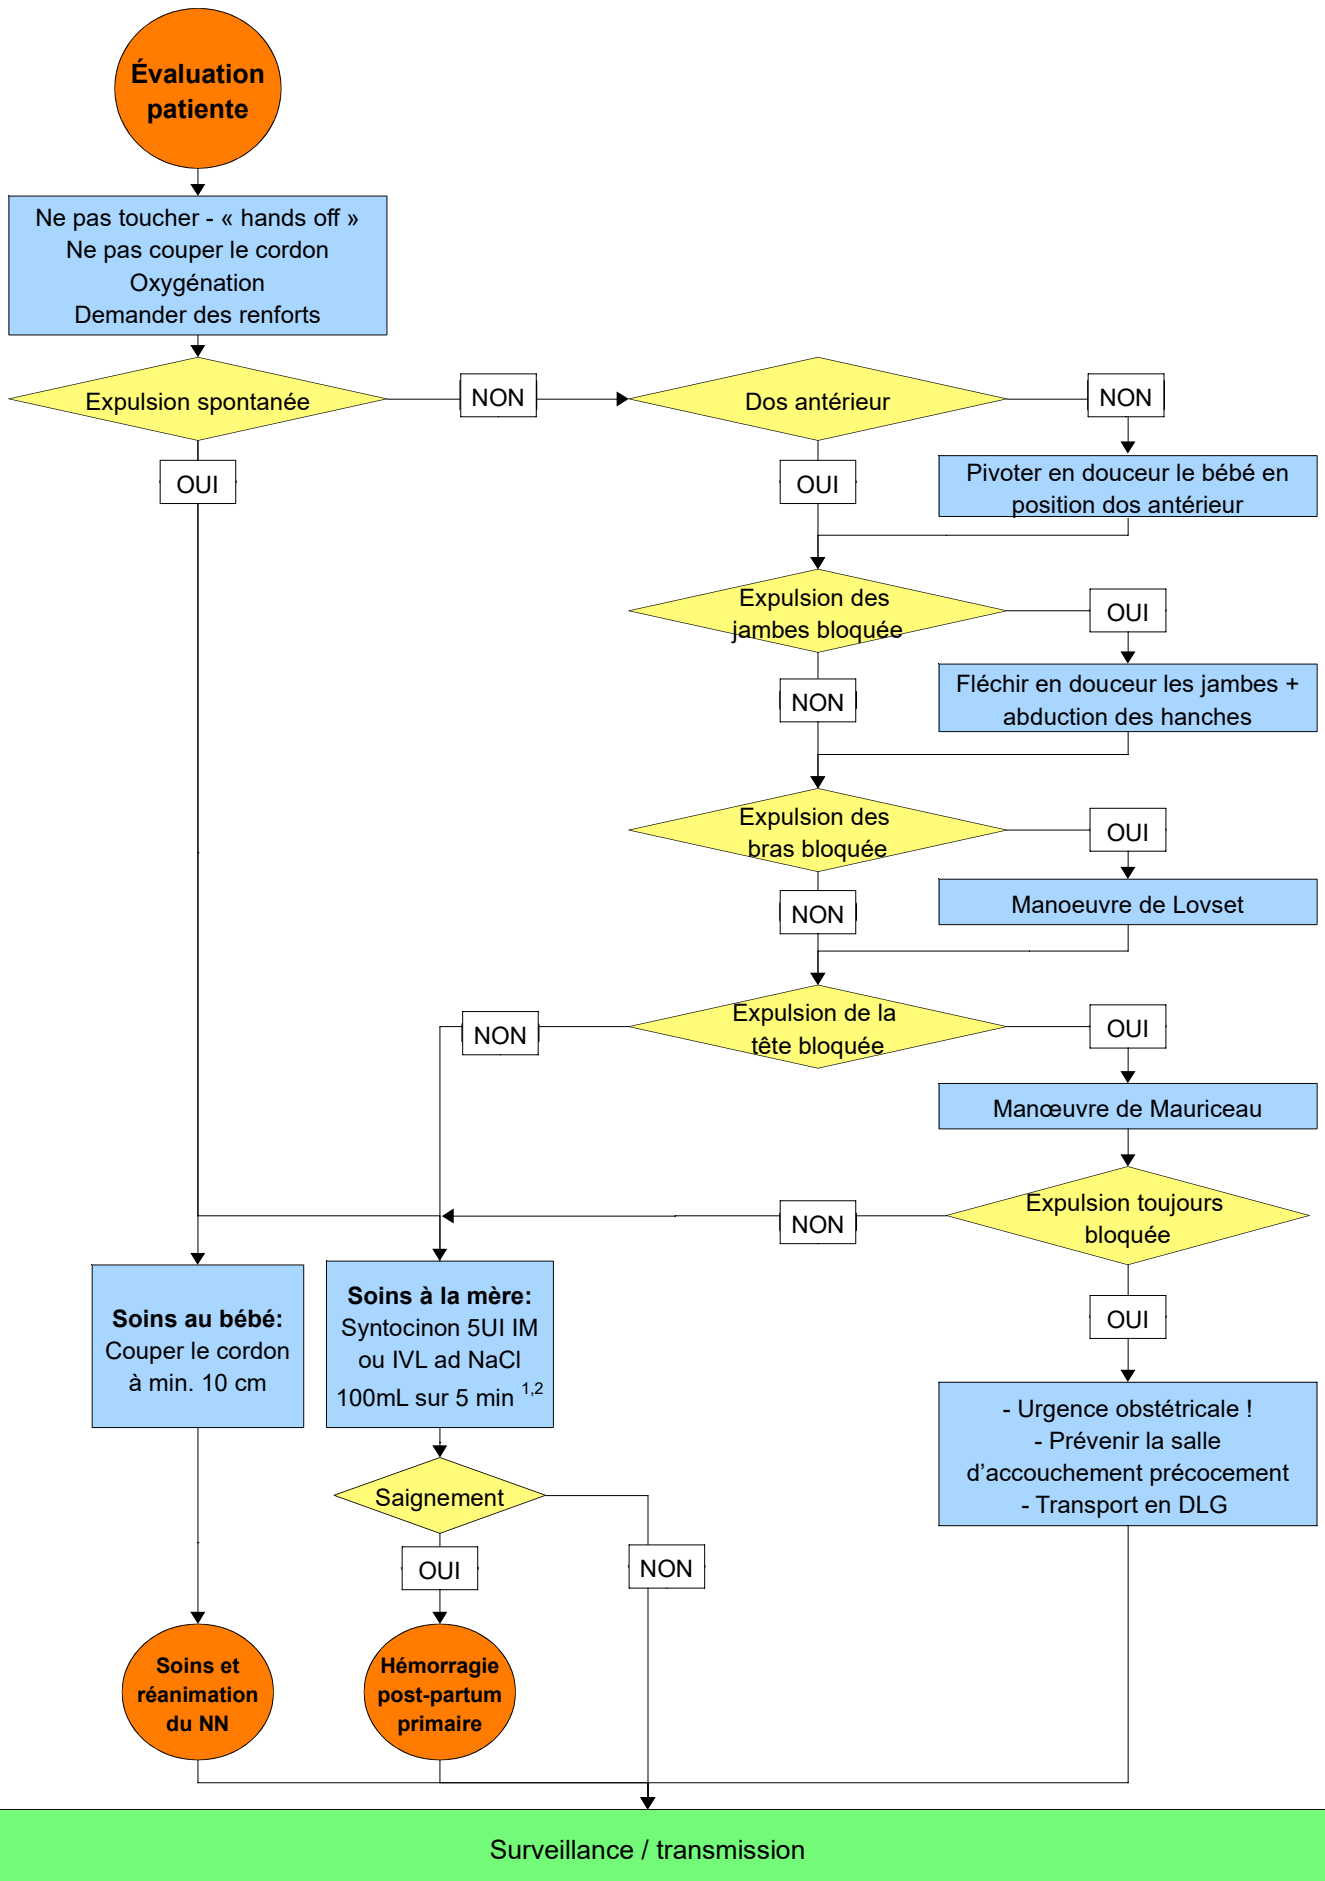 Évaluation
patiente
Ne pas toucher - « hands off »
Ne pas couper le cordon
Oxygénation
Demander des renforts
Expulsion spontanée
NON
Dos antérieur
NON
OUI
OUI
Pivoter en douceur le bébé en
position dos antérieur
Expulsion des
jambes bloquée
OUI
NON
Fléchir en douceur les jambes +
abduction des hanches
Expulsion des
bras bloquée
OUI
NON
Manoeuvre de Lovset
Expulsion de la
tête bloquée
NON
OUI
Manœuvre de Mauriceau
Expulsion toujours
bloquée
NON
OUI
Soins au bébé:
Couper le cordon
à min. 10 cm
Soins à la mère:
Syntocinon 5UI IM
ou IVL ad NaCl
100mL sur 5 min 1,2
- Urgence obstétricale !
- Prévenir la salle
d’accouchement précocement
- Transport en DLG
Saignement
OUI
NON
Soins et
réanimation
du NN
Hémorragie
post-partum
primaire
Surveillance / transmission